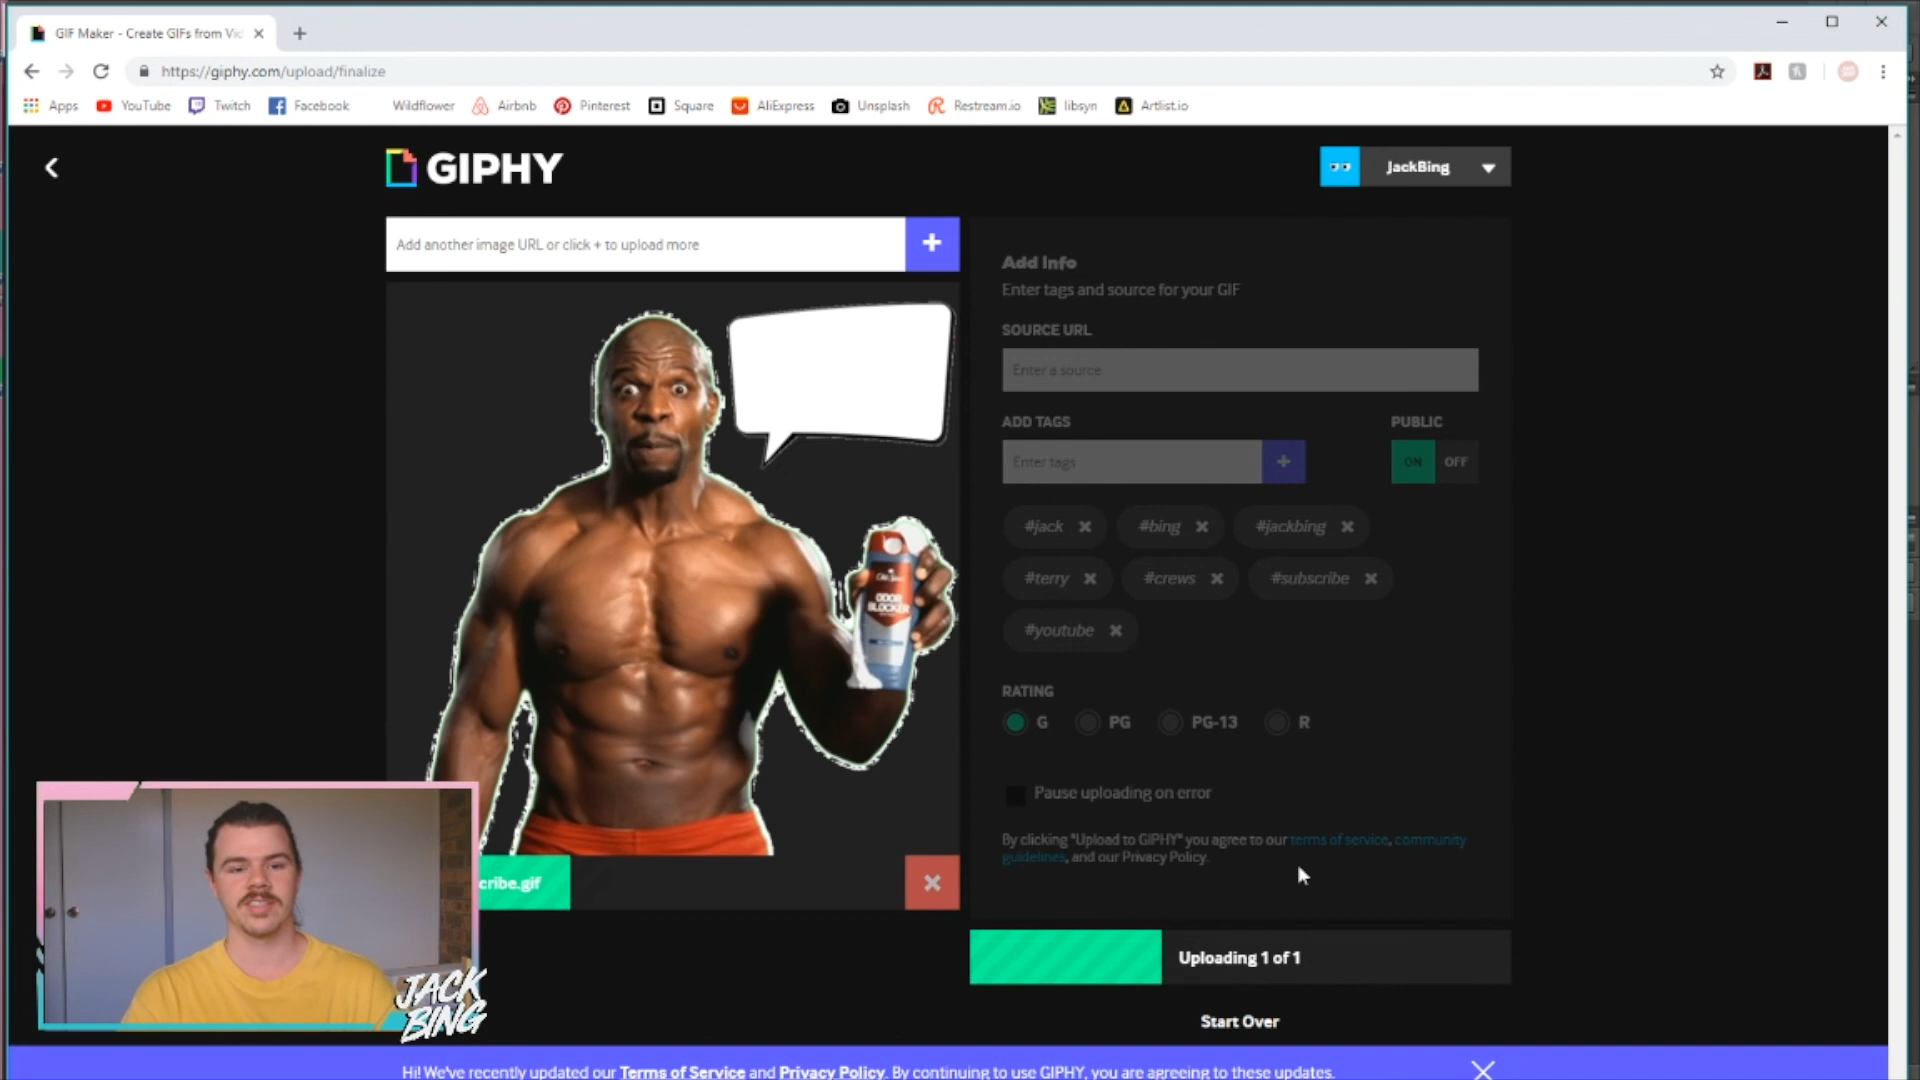 GIF Maker - Create GIFs from Vid
https://giphy.com/upload/finalize
Apps YouTube Twitch Facebook Wildflower Airbnb Pinterest Square AliExpress Unsplash Restream.io libsyn Artlist.io
GIPHY
JackBing
Add another image URL or click + to upload more
+
Add Info
Enter tags and source for your GIF
SOURCE URL
Enter a source
ADD TAGS
PUBLIC
Enter tags
+
ON OFF
#jack #bing #jackbing
#terry #crews #subscribe
#youtube
RATING
G PG PG-13 R
Pause uploading on error
By clicking "Upload to GIPHY" you agree to our terms of service, community
guidelines, and our Privacy Policy.
Old Spice
ODOR
BLOCKER
cribe.gif
Uploading 1 of 1
Start Over
JACK
BING
Hi! We've recently updated our Terms of Service and Privacy Policy. By continuing to use GIPHY, you are agreeing to these updates.